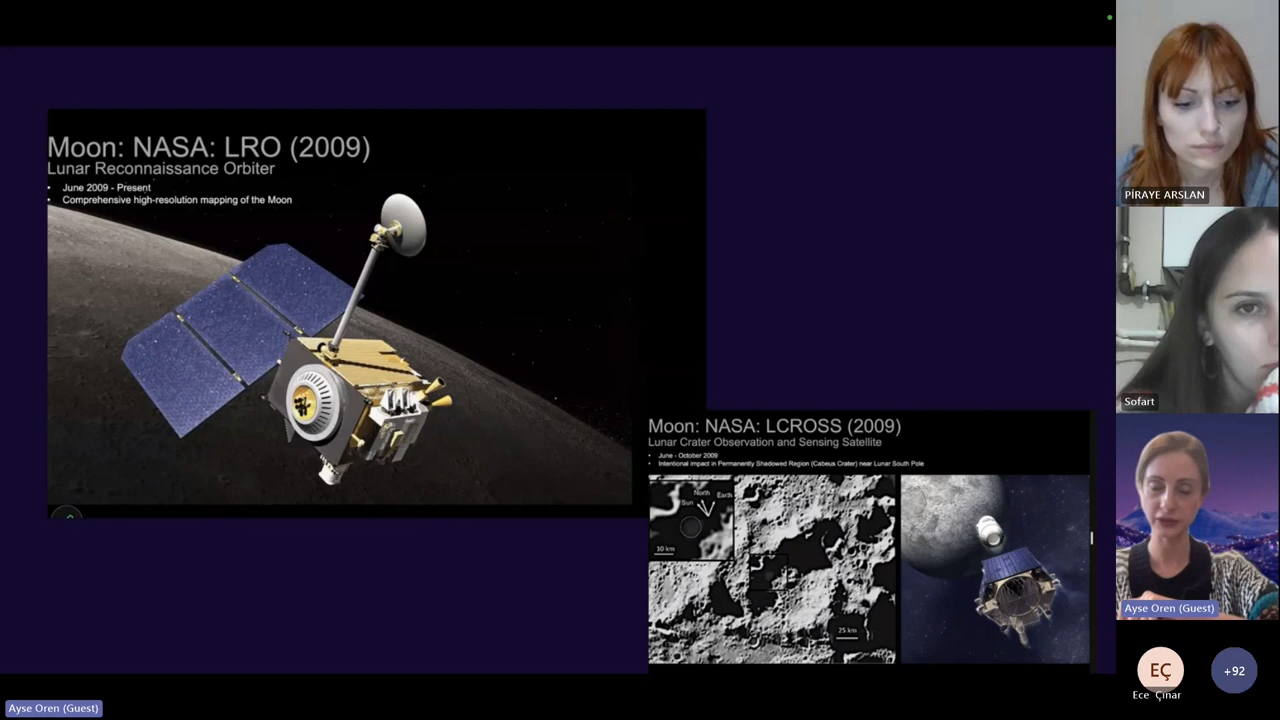 Moon: NASA: LRO (2009)
Lunar Reconnaissance Orbiter
• June 2009 - Present
• Comprehensive high-resolution mapping of the Moon
Moon: NASA: LCROSS (2009)
Lunar Crater Observation and Sensing Satellite
• June - October 2009
• Intentional impact in Permanently Shadowed Region (Cabeus Crater) near Lunar South Pole
North
Sun
Earth
10 km
25 km
PİRAYE ARSLAN
Sofart
Ayse Oren (Guest)
EÇ
Ece Çınar
+92
Ayse Oren (Guest)